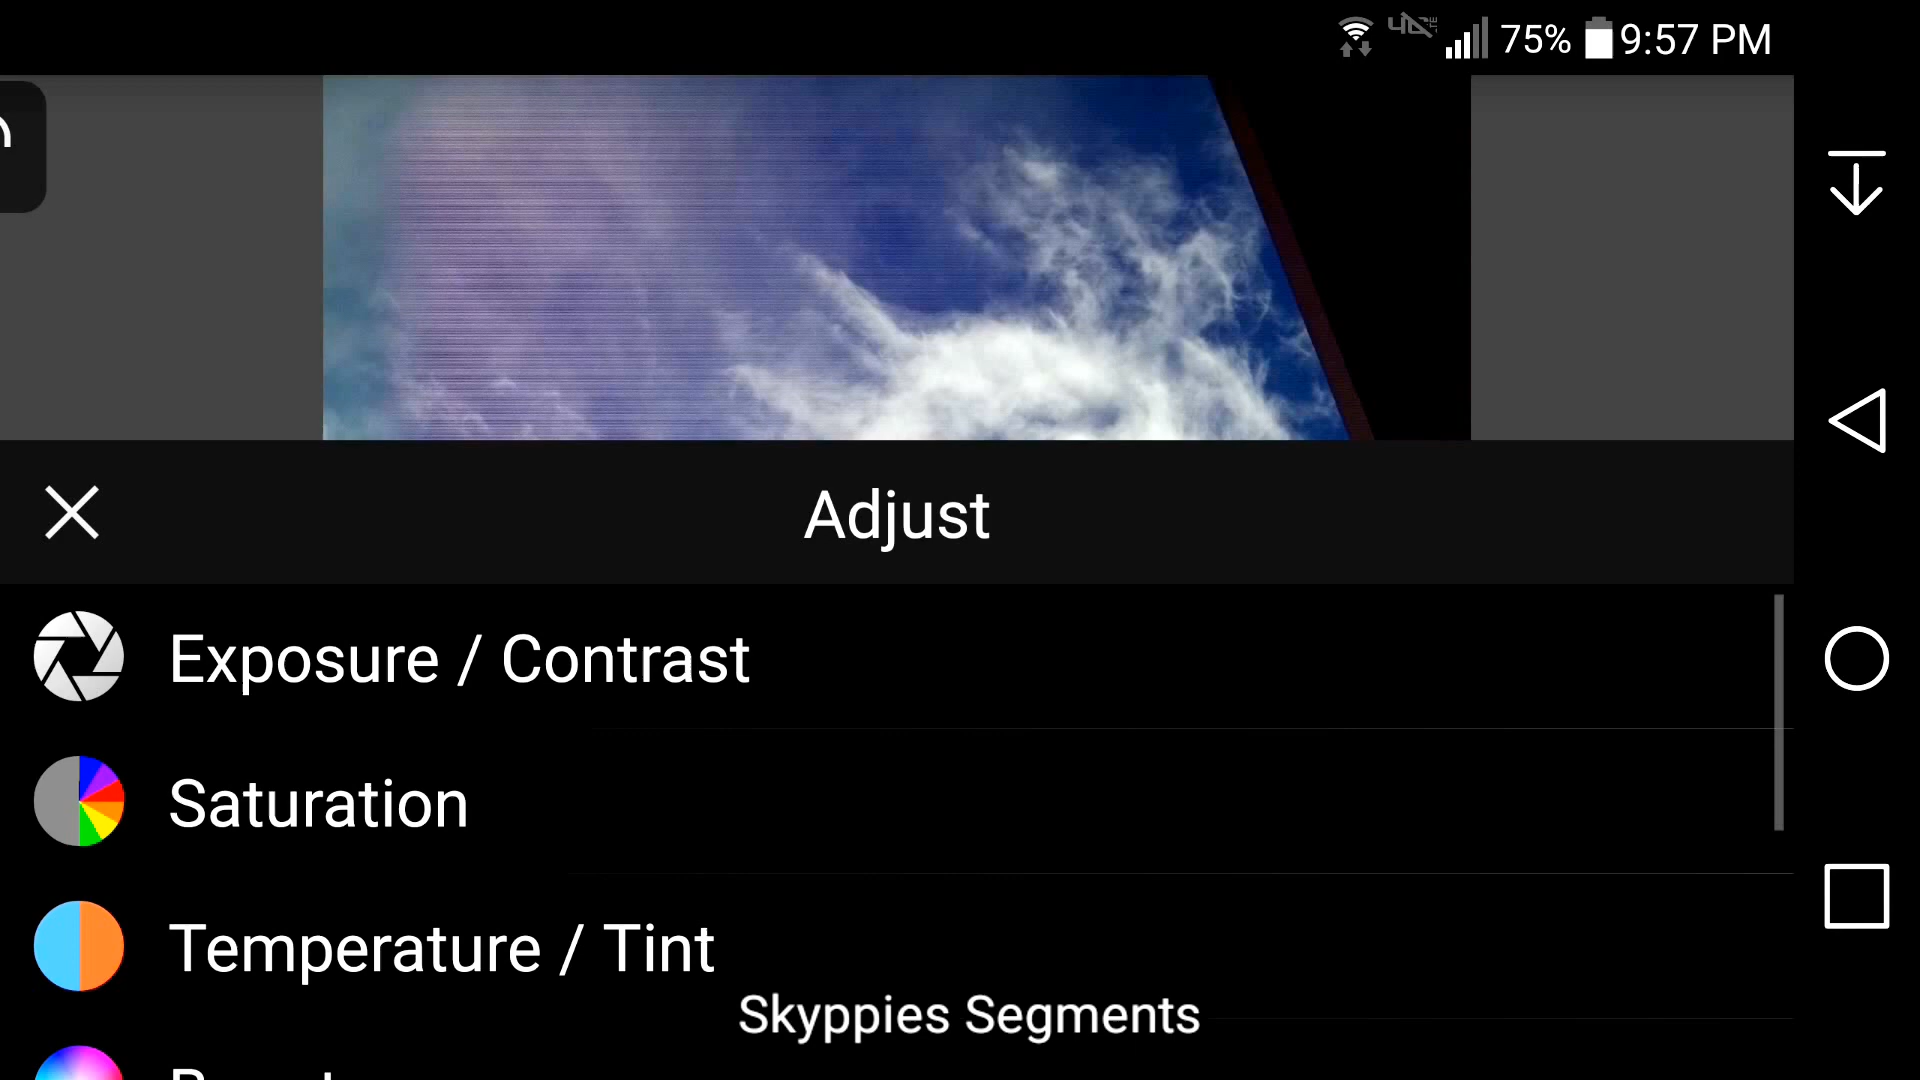 75% 9:57 PM
Adjust
Exposure / Contrast
Saturation
Temperature / Tint
Skyppies Segments